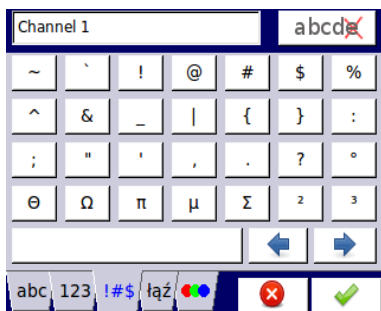 Channel 1 abcde
~ ` ! @ # $ %
^ & _ | { } :
; " ' , . ? °
Θ Ω π μ Σ ² ³
abc 123 !#$ łąź